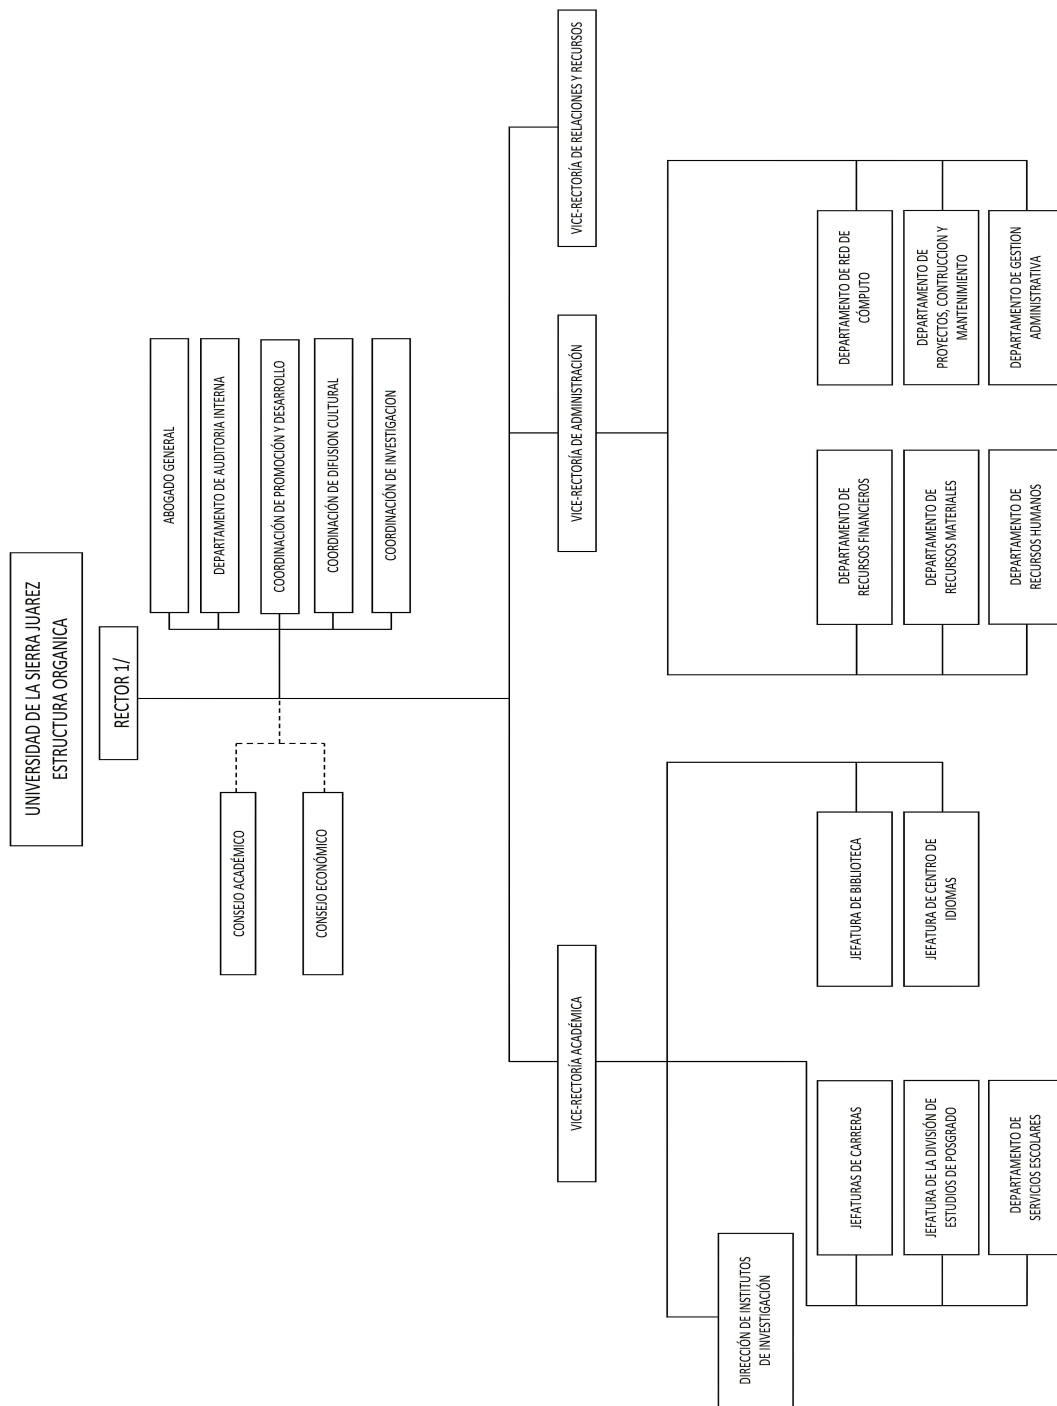 UNIVERSIDAD DE LA SIERRA JUAREZ
ESTRUCTURA ORGANICA
RECTOR 1/
ABOGADO GENERAL
DEPARTAMENTO DE AUDITORIA INTERNA
CONSEJO ACADÉMICO
COORDINACIÓN DE PROMOCIÓN Y DESARROLLO
CONSEJO ECONÓMICO
COORDINACIÓN DE DIFUSION CULTURAL
COORDINACIÓN DE INVESTIGACION
VICE-RECTORÍA ACADÉMICA
VICE-RECTORÍA DE ADMINISTRACIÓN
VICE-RECTORÍA DE RELACIONES Y RECURSOS
DIRECCIÓN DE INSTITUTOS
DE INVESTIGACIÓN
JEFATURAS DE CARRERAS
JEFATURA DE BIBLIOTECA
DEPARTAMENTO DE
RECURSOS FINANCIEROS
DEPARTAMENTO DE RED DE
CÓMPUTO
JEFATURA DE LA DIVISIÓN DE
ESTUDIOS DE POSGRADO
JEFATURA DE CENTRO DE
IDIOMAS
DEPARTAMENTO DE
RECURSOS MATERIALES
DEPARTAMENTO DE
PROYECTOS, CONTRUCCION Y
MANTENIMIENTO
DEPARTAMENTO DE
SERVICIOS ESCOLARES
DEPARTAMENTO DE
RECURSOS HUMANOS
DEPARTAMENTO DE GESTION
ADMINISTRATIVA